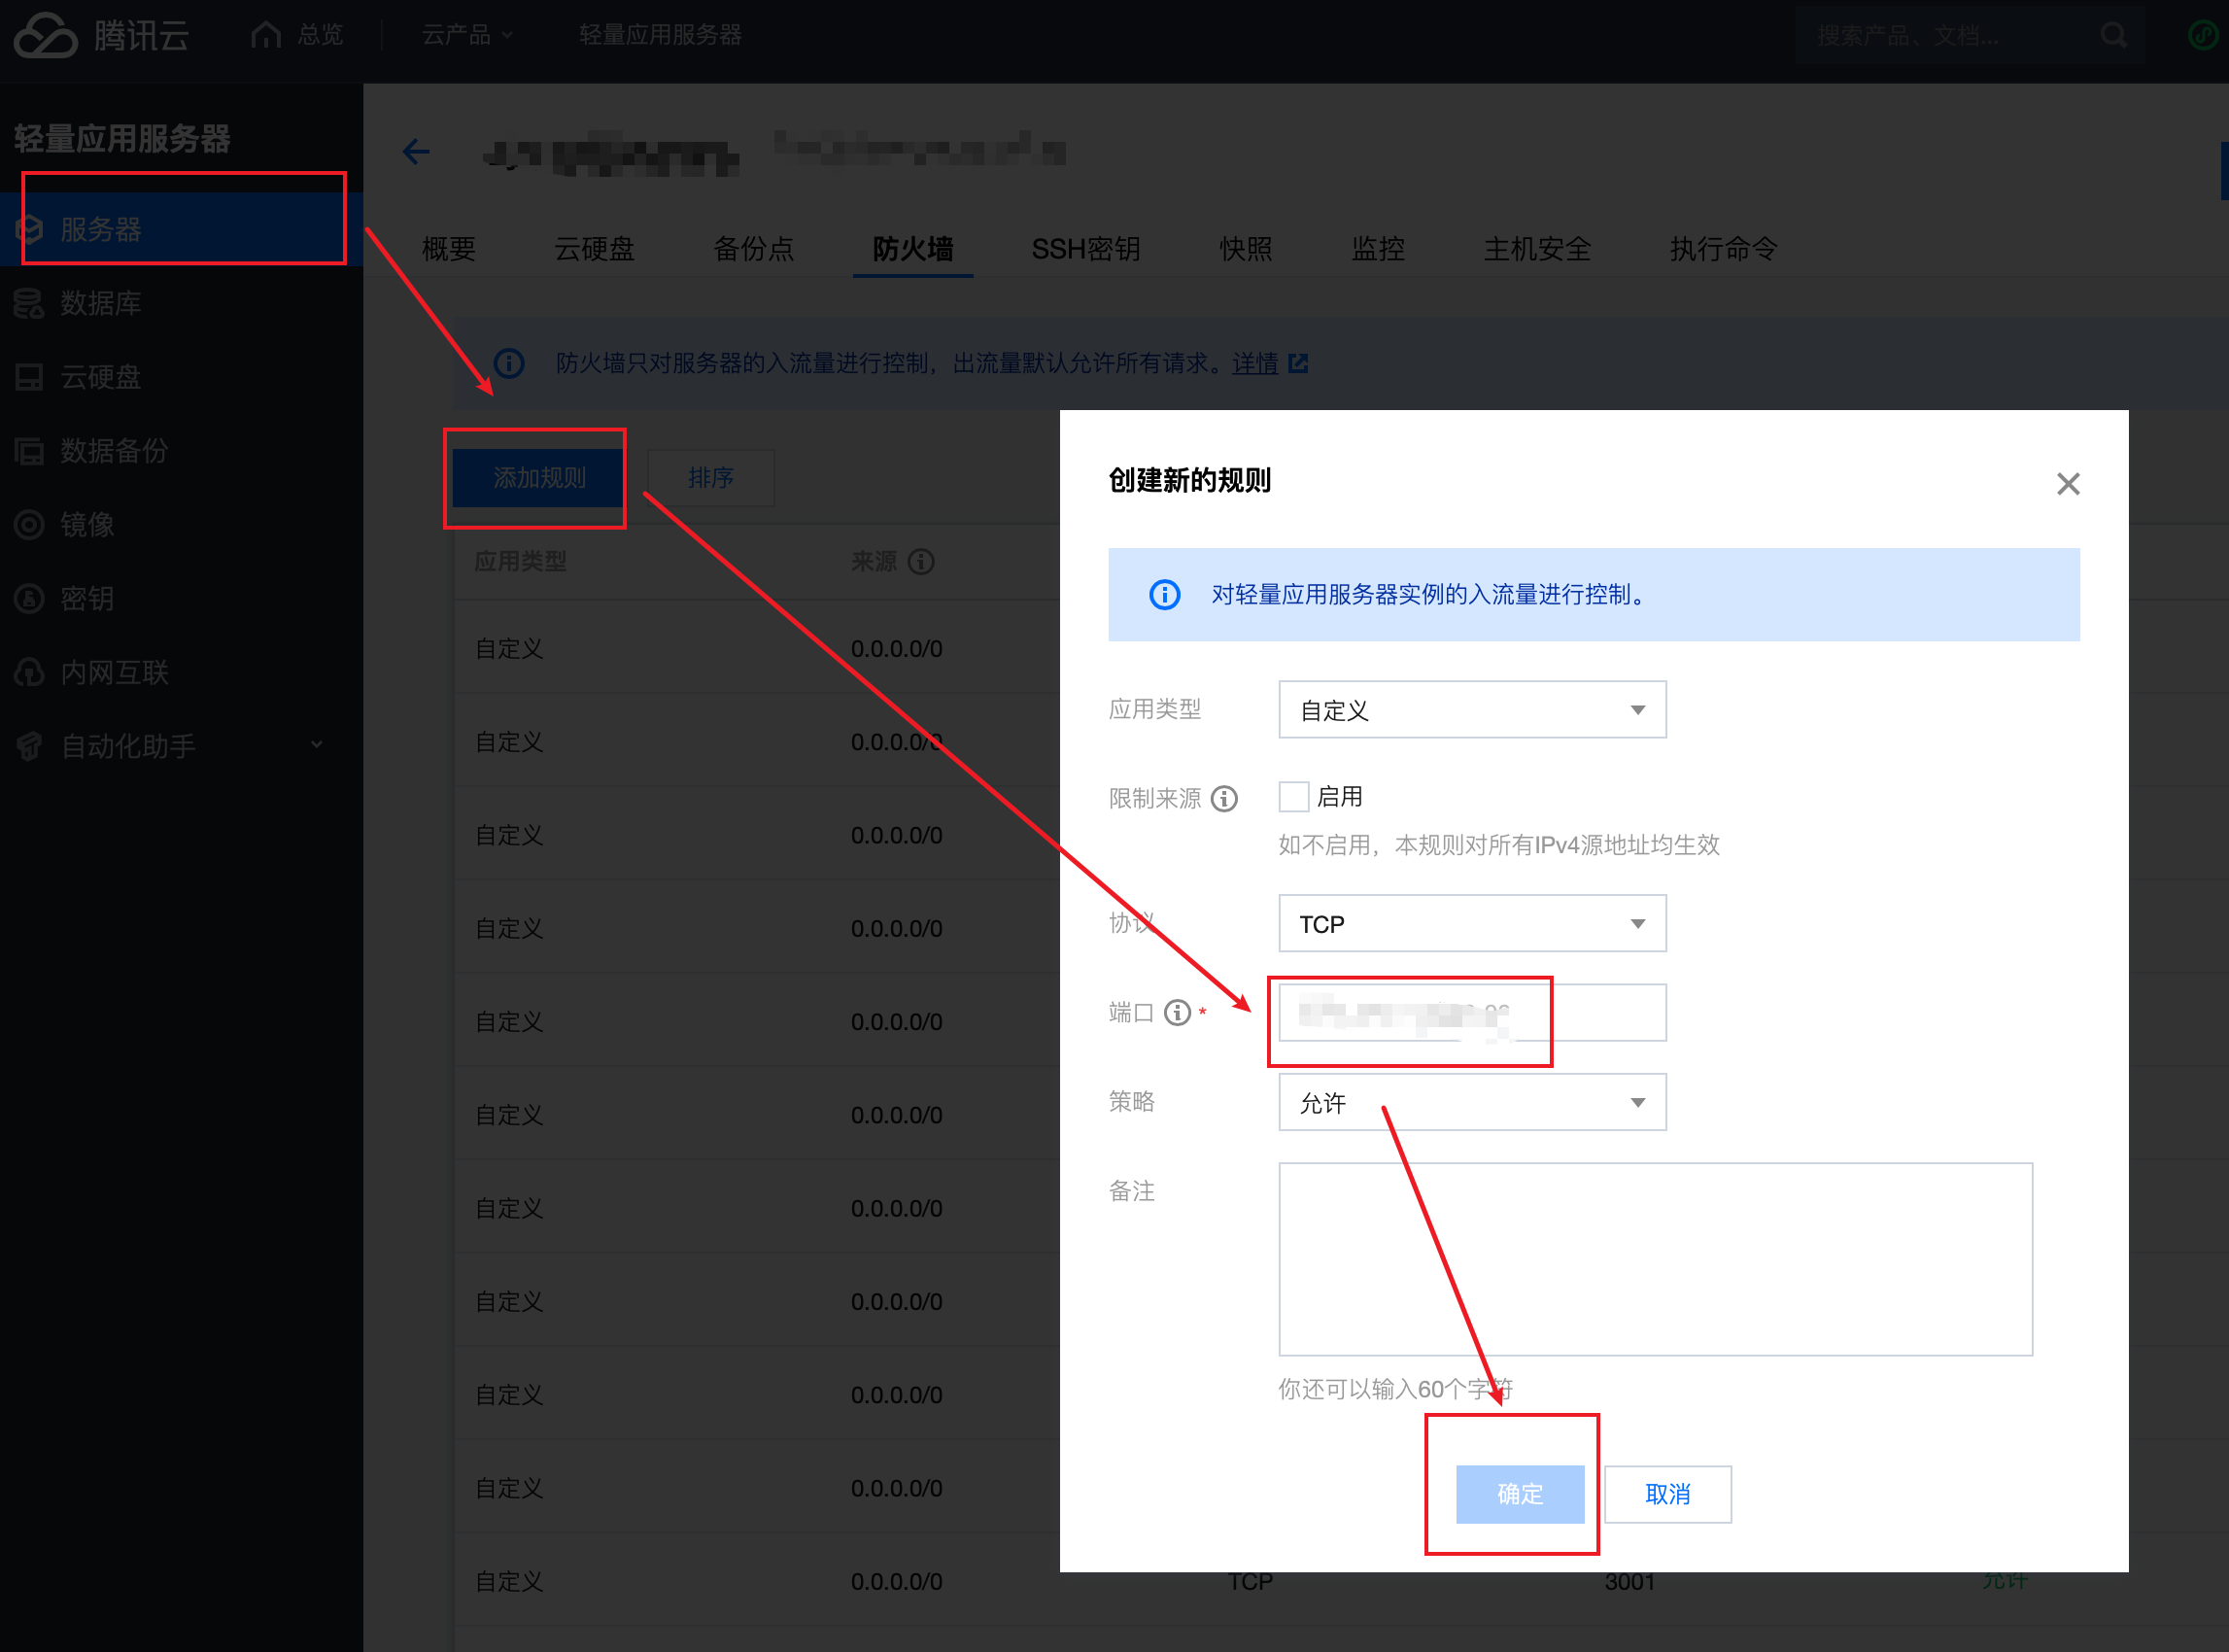 腾讯云 总览 云产品 轻量应用服务器 搜索产品、文档...
轻量应用服务器
服务器
数据库
云硬盘
数据备份
镜像
密钥
内网互联
自动化助手
概要 云硬盘 备份点 防火墙 SSH密钥 快照 监控 主机安全 执行命令
防火墙只对服务器的入流量进行控制，出流量默认允许所有请求。详情
添加规则 排序
应用类型 来源
自定义 0.0.0.0/0
自定义 0.0.0.0/0
自定义 0.0.0.0/0
自定义 0.0.0.0/0
自定义 0.0.0.0/0
自定义 0.0.0.0/0
自定义 0.0.0.0/0
自定义 0.0.0.0/0
自定义 0.0.0.0/0
自定义 0.0.0.0/0
自定义 0.0.0.0/0 TCP 3001 允许
创建新的规则
对轻量应用服务器实例的入流量进行控制。
应用类型 自定义
限制来源 启用
如不启用，本规则对所有IPv4源地址均生效
协议 TCP
端口 *
策略 允许
备注
你还可以输入60个字符
确定 取消